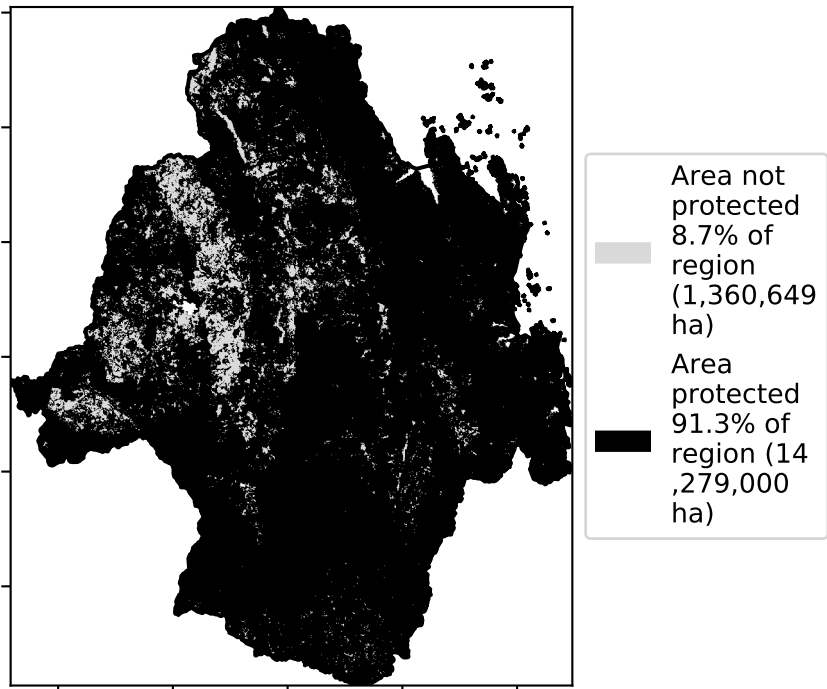 Area not
protected
8.7% of
region
(1,360,649
ha)
Area
protected
91.3% of
region (14
,279,000
ha)